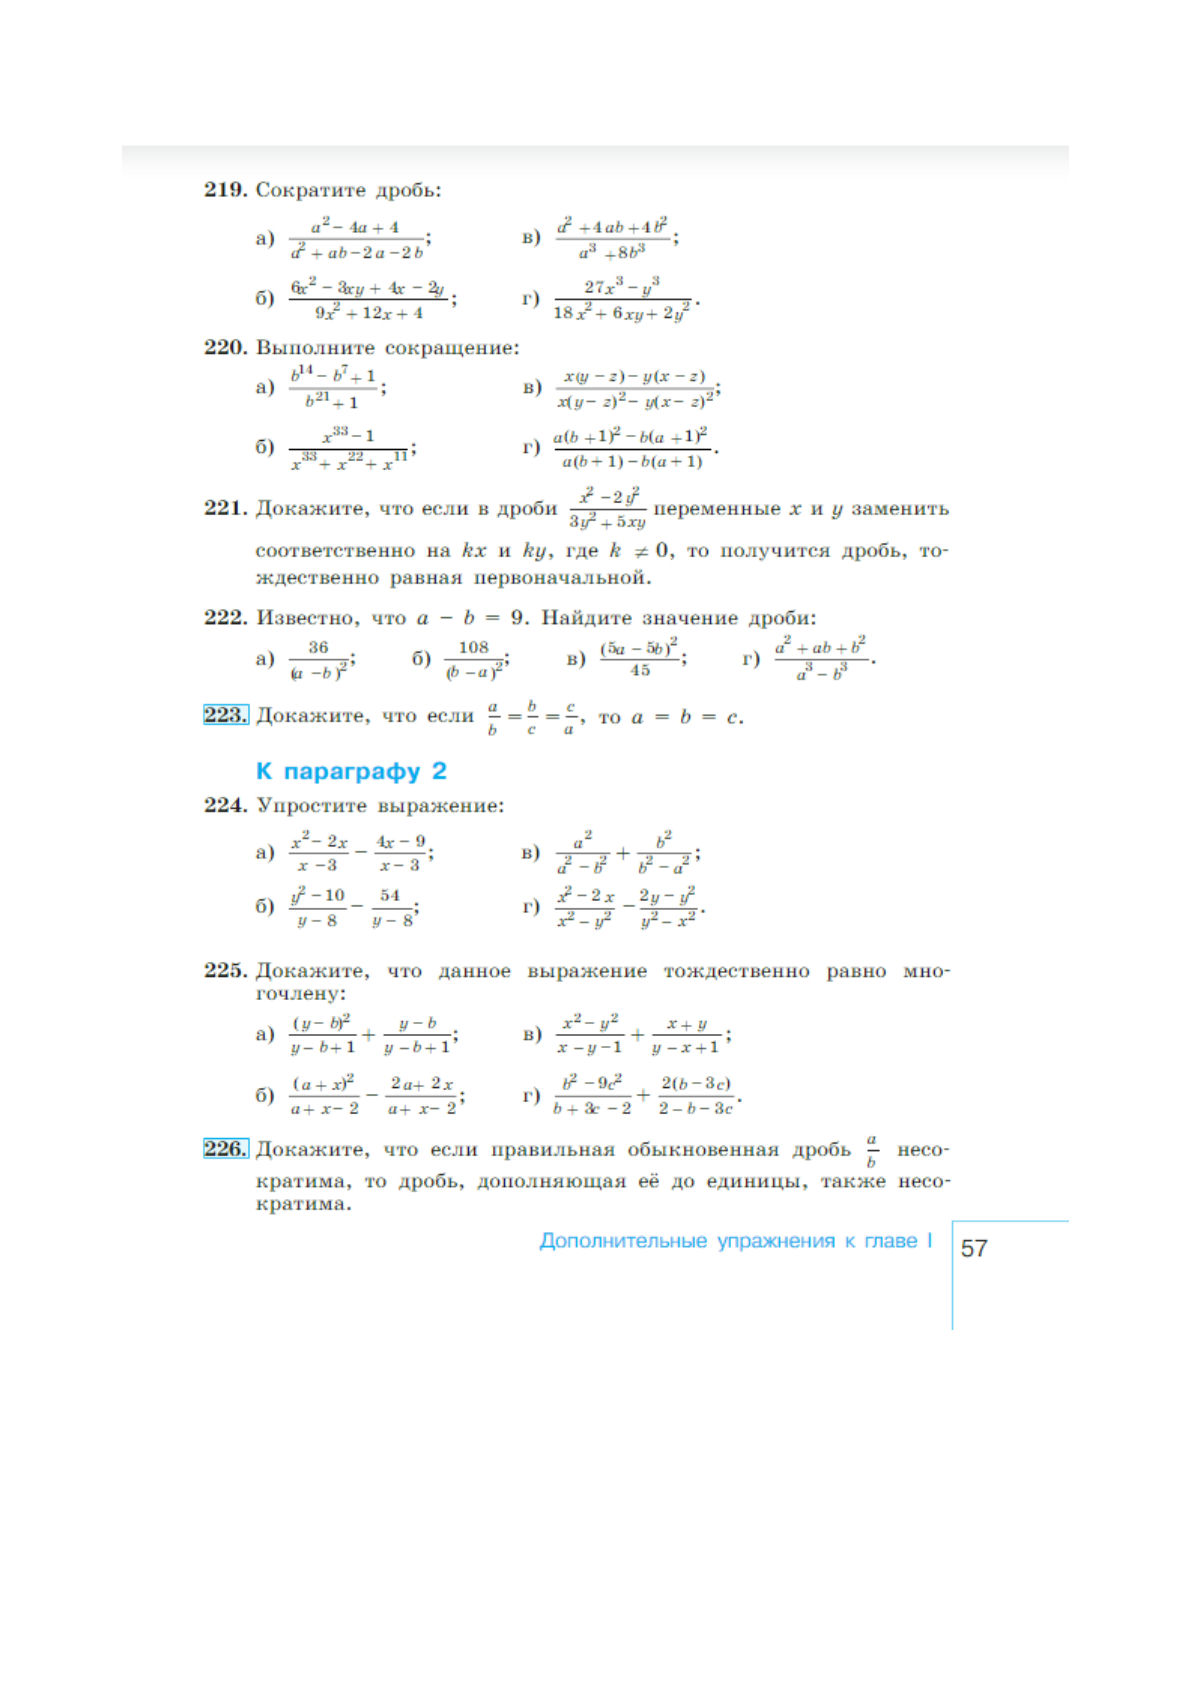 219. Сократите дробь:
а) \frac{a^2 - 4a + 4}{a^2 + ab - 2a - 2b}; в) \frac{a^2 + 4ab + 4b^2}{a^3 + 8b^3};
б) \frac{6x^2 - 3xy + 4x - 2y}{9x^2 + 12x + 4}; г) \frac{27x^3 - y^3}{18x^2 + 6xy + 2y^2}.
220. Выполните сокращение:
а) \frac{b^{14} - b^7 + 1}{b^{21} + 1}; в) \frac{x(y - z) - y(x - z)}{x(y - z)^2 - y(x - z)^2};
б) \frac{x^{33} - 1}{x^{33} + x^{22} + x^{11}}; г) \frac{a(b + 1)^2 - b(a + 1)^2}{a(b + 1) - b(a + 1)}.
221. Докажите, что если в дроби \frac{x^2 - 2y^2}{3y^2 + 5xy} переменные x и y заменить
соответственно на kx и ky, где k ≠ 0, то получится дробь, то-
ждественно равная первоначальной.
222. Известно, что a − b = 9. Найдите значение дроби:
а) \frac{36}{(a - b)^2}; б) \frac{108}{(b - a)^2}; в) \frac{(5a - 5b)^2}{45}; г) \frac{a^2 + ab + b^2}{a^3 - b^3}.
223. Докажите, что если \frac{a}{b} = \frac{b}{c} = \frac{c}{a}, то a = b = c.
К параграфу 2
224. Упростите выражение:
а) \frac{x^2 - 2x}{x - 3} - \frac{4x - 9}{x - 3}; в) \frac{a^2}{a^2 - b^2} + \frac{b^2}{b^2 - a^2};
б) \frac{y^2 - 10}{y - 8} - \frac{54}{y - 8}; г) \frac{x^2 - 2x}{x^2 - y^2} - \frac{2y - y^2}{y^2 - x^2}.
225. Докажите, что данное выражение тождественно равно мно-
гочлену:
а) \frac{(y - b)^2}{y - b + 1} + \frac{y - b}{y - b + 1}; в) \frac{x^2 - y^2}{x - y - 1} + \frac{x + y}{y - x + 1};
б) \frac{(a + x)^2}{a + x - 2} - \frac{2a + 2x}{a + x - 2}; г) \frac{b^2 - 9c^2}{b + 3c - 2} + \frac{2(b - 3c)}{2 - b - 3c}.
226. Докажите, что если правильная обыкновенная дробь \frac{a}{b} несо-
кратима, то дробь, дополняющая её до единицы, также несо-
кратима.
Дополнительные упражнения к главе I 57